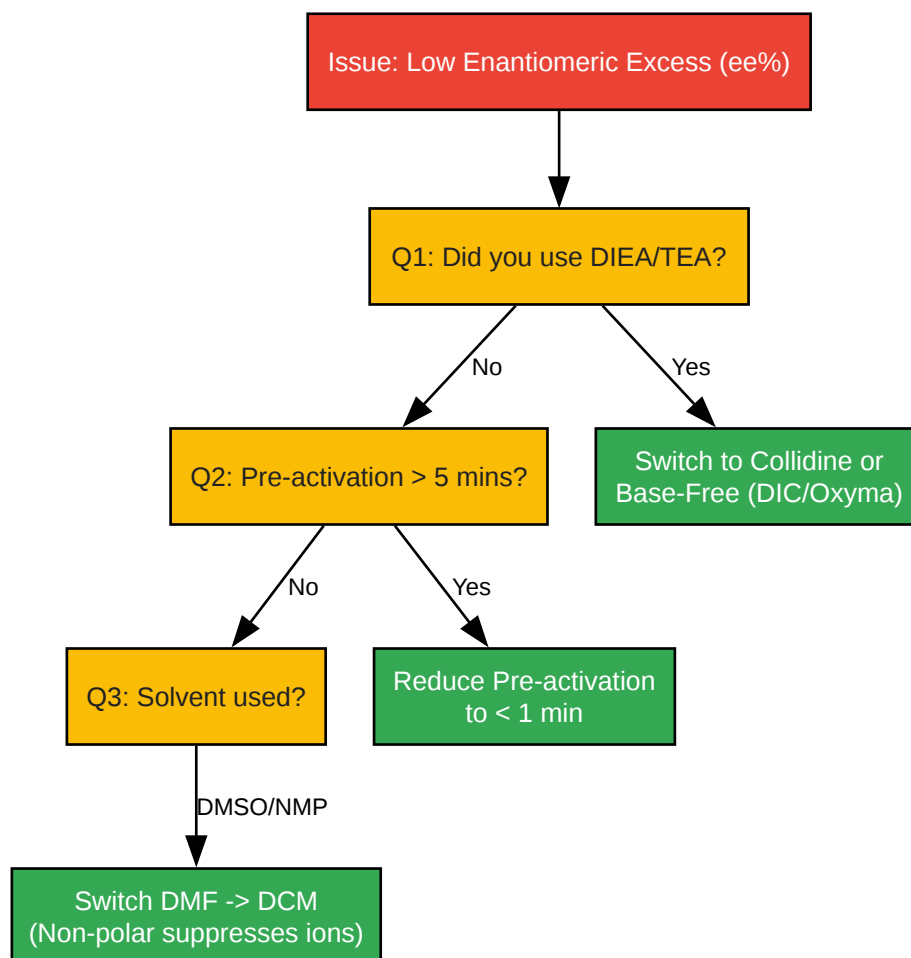 Issue: Low Enantiomeric Excess (ee%)
Q1: Did you use DIEA/TEA?
No
Yes
Q2: Pre-activation > 5 mins?
Switch to Collidine or
Base-Free (DIC/Oxyma)
No
Yes
Q3: Solvent used?
Reduce Pre-activation
to < 1 min
DMSO/NMP
Switch DMF -> DCM
(Non-polar suppresses ions)